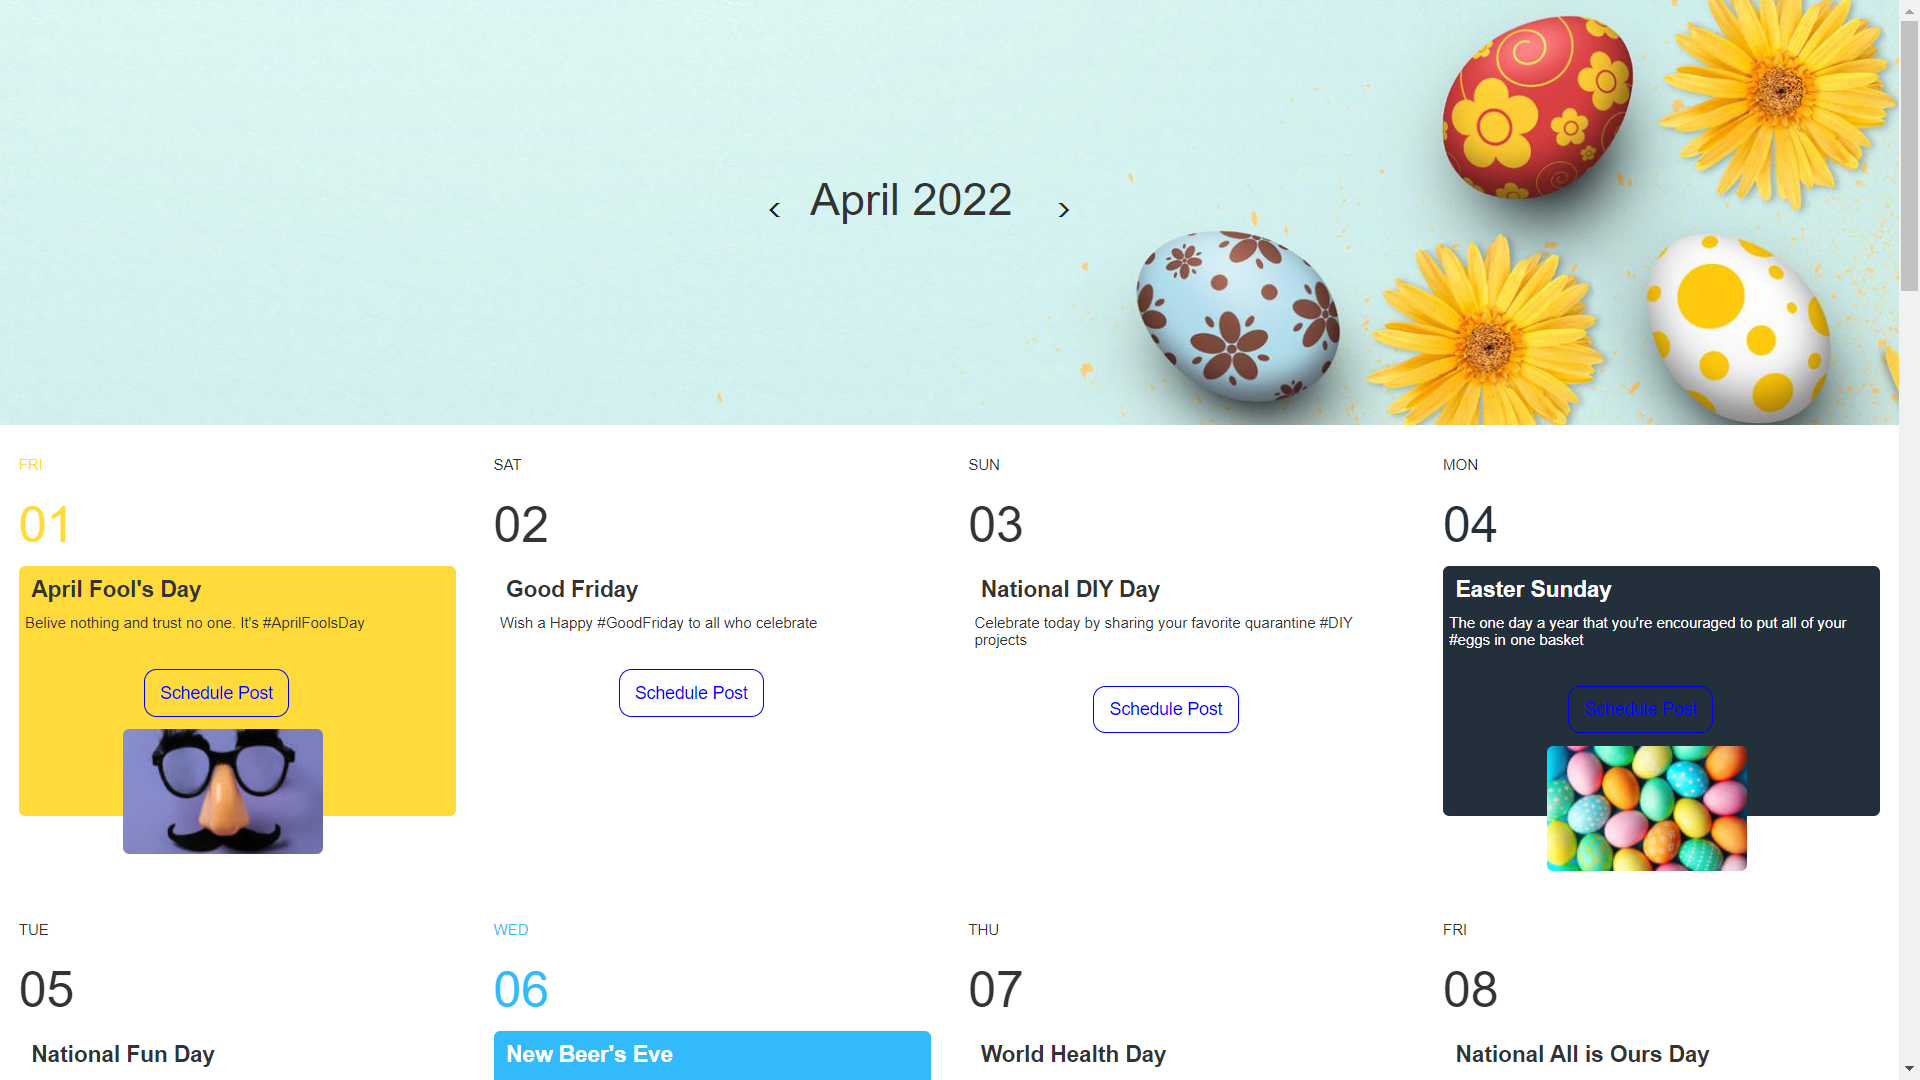 < April 2022 >
FRI
01
April Fool's Day
Belive nothing and trust no one. It's #AprilFoolsDay
Schedule Post
SAT
02
Good Friday
Wish a Happy #GoodFriday to all who celebrate
Schedule Post
SUN
03
National DIY Day
Celebrate today by sharing your favorite quarantine #DIY
projects
Schedule Post
MON
04
Easter Sunday
The one day a year that you're encouraged to put all of your
#eggs in one basket
Schedule Post
TUE
05
National Fun Day
WED
06
New Beer's Eve
THU
07
World Health Day
FRI
08
National All is Ours Day